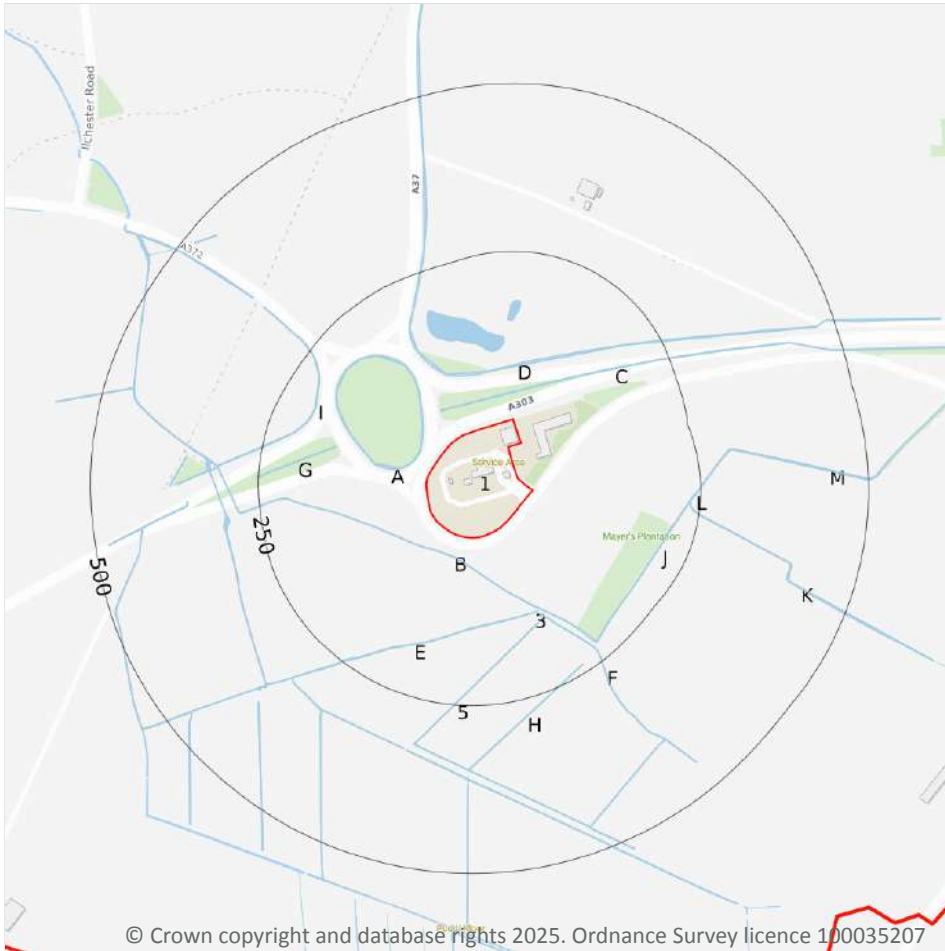 Ilchester Road
A37
A372
D
C
A303
I
G
A
Service Area
1
M
L
250
Mayer's Plantation
B
J
500
K
3
E
F
5
H
© Crown copyright and database rights 2025. Ordnance Survey licence 100035207